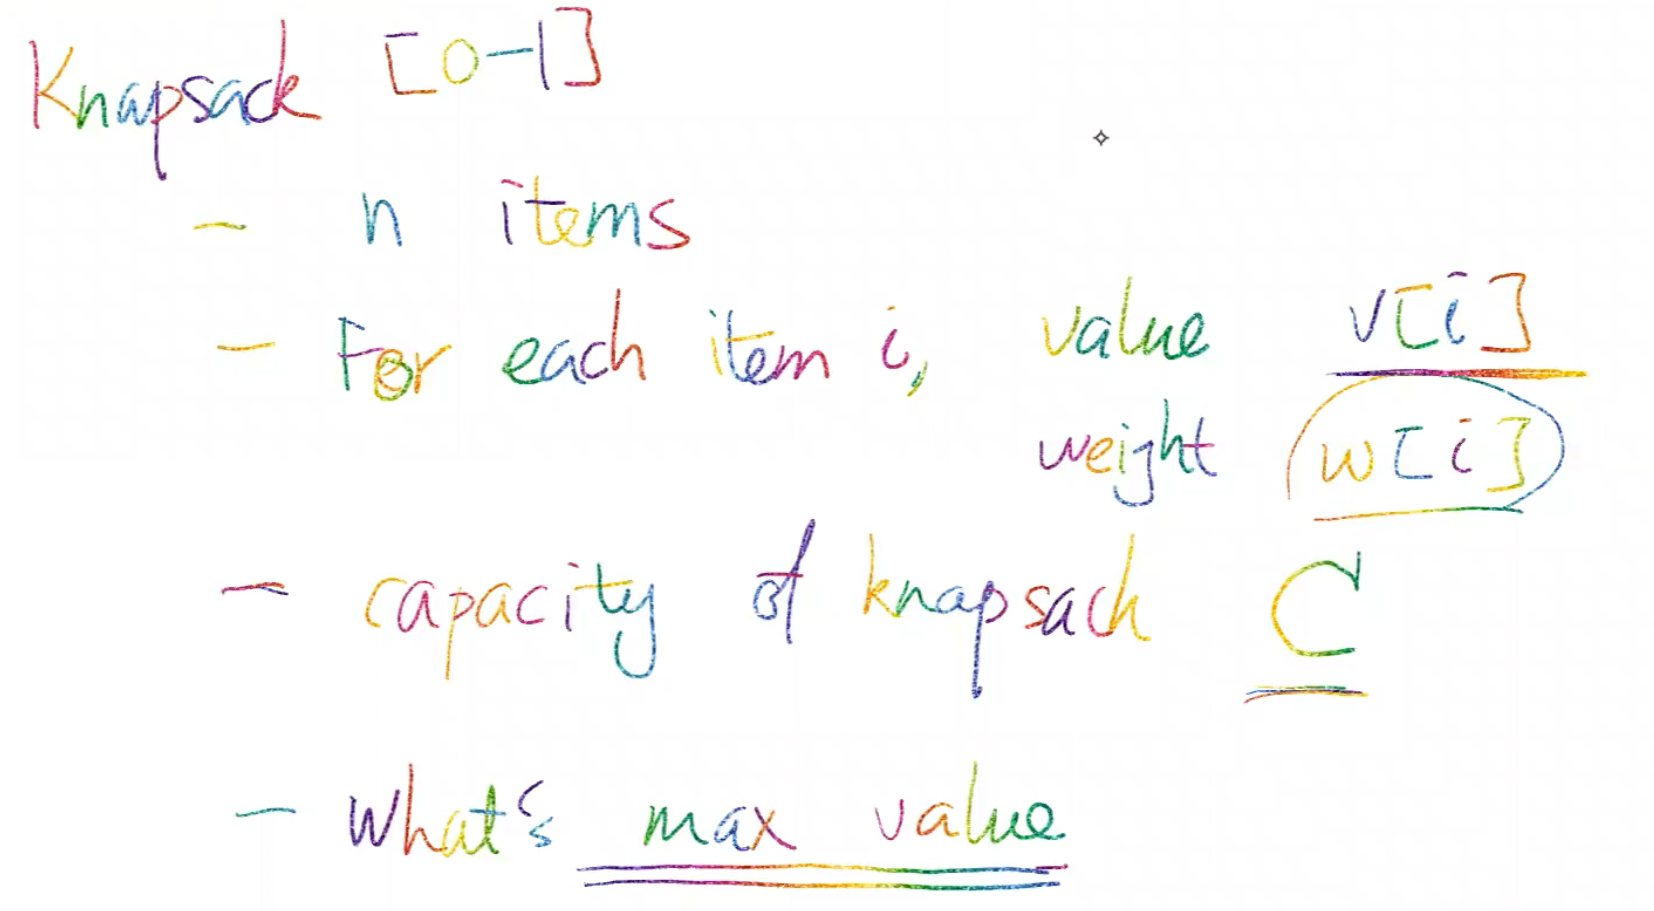 Knapsack [0-1]
- n items
- For each item i, value v[i]
weight w[i]
- capacity of knapsack C
- what's max value